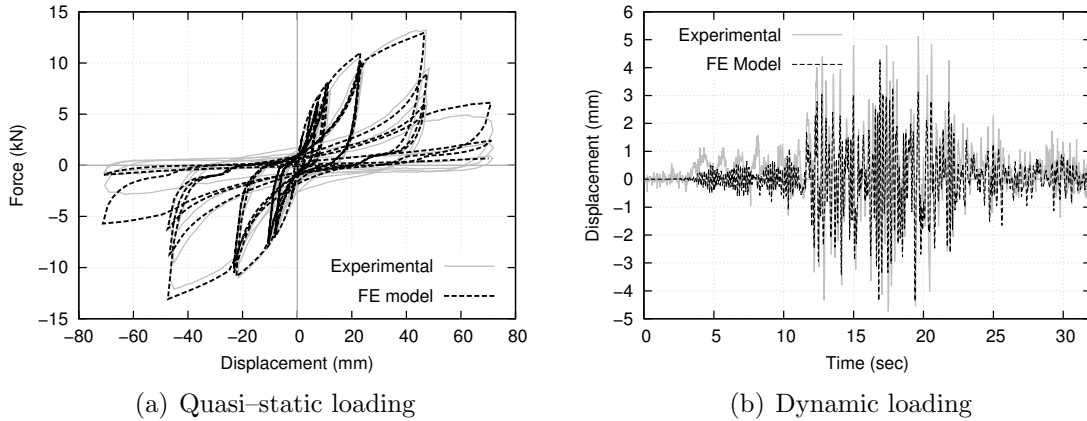 15
10
5
0
−5
−10
−15
−80 −60 −40 −20 0 20 40 60 80
Force (kN)
Displacement (mm)
Experimental
FE model
(a) Quasi–static loading
6
5
4
3
2
1
0
−1
−2
−3
−4
−5
0 5 10 15 20 25 30
Displacement (mm)
Time (sec)
Experimental
FE Model
(b) Dynamic loading